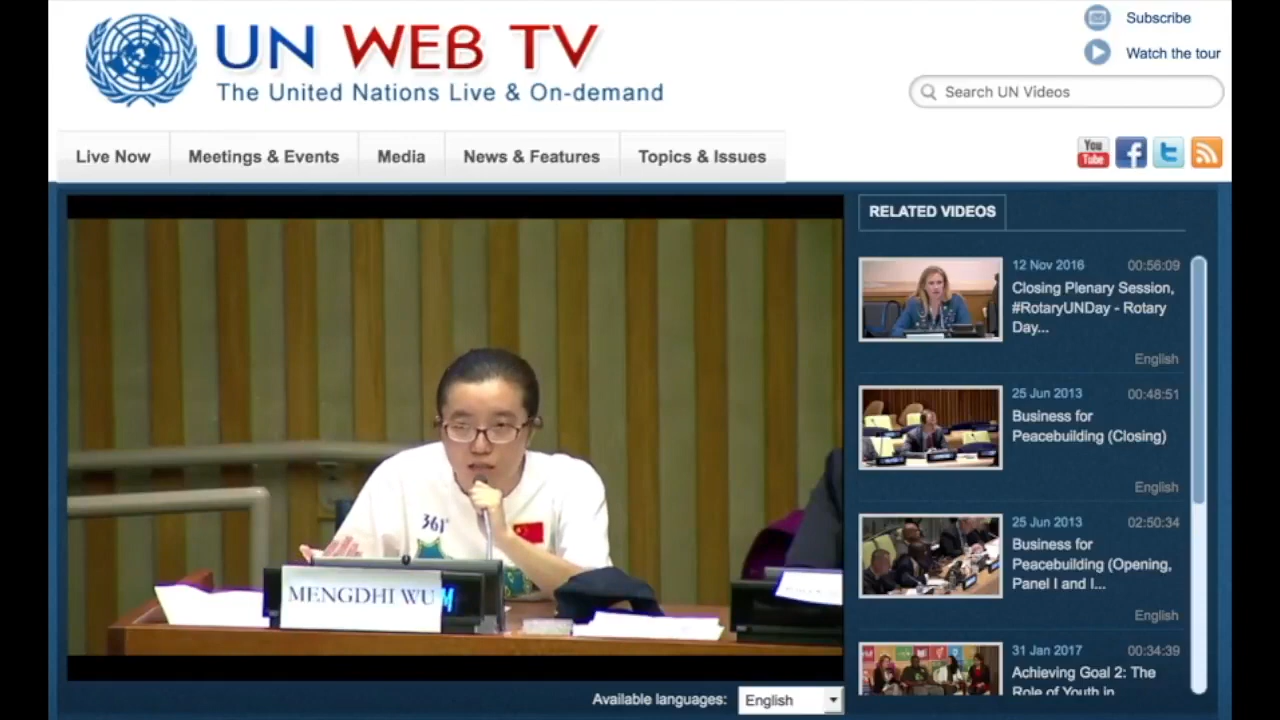 UN WEB TV
The United Nations Live & On-demand
Subscribe
Watch the tour
Search UN Videos
Live Now
Meetings & Events
Media
News & Features
Topics & Issues
You
Tube
361°
MENGDHI WU
RELATED VIDEOS
12 Nov 2016
00:56:09
Closing Plenary Session,
#RotaryUNDay - Rotary
Day...
English
25 Jun 2013
00:48:51
Business for
Peacebuilding (Closing)
English
25 Jun 2013
02:50:34
Business for
Peacebuilding (Opening,
Panel I and I...
English
31 Jan 2017
00:34:39
Achieving Goal 2: The
Role of Youth in
Available languages:
English